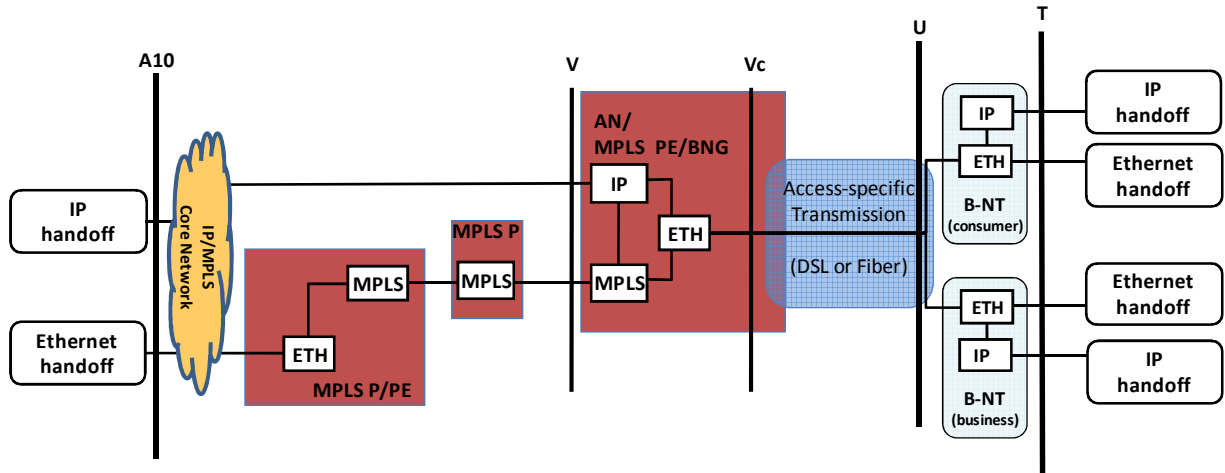 A10
V
Vc
U
T
IP
handoff
Ethernet
handoff
IP/MPLS
Core Network
ETH
MPLS
MPLS P/PE
MPLS P
MPLS
AN/
MPLS PE/BNG
IP
MPLS
ETH
Access-specific
Transmission
(DSL or Fiber)
IP
ETH
B-NT
(consumer)
ETH
IP
B-NT
(business)
IP
handoff
Ethernet
handoff
Ethernet
handoff
IP
handoff